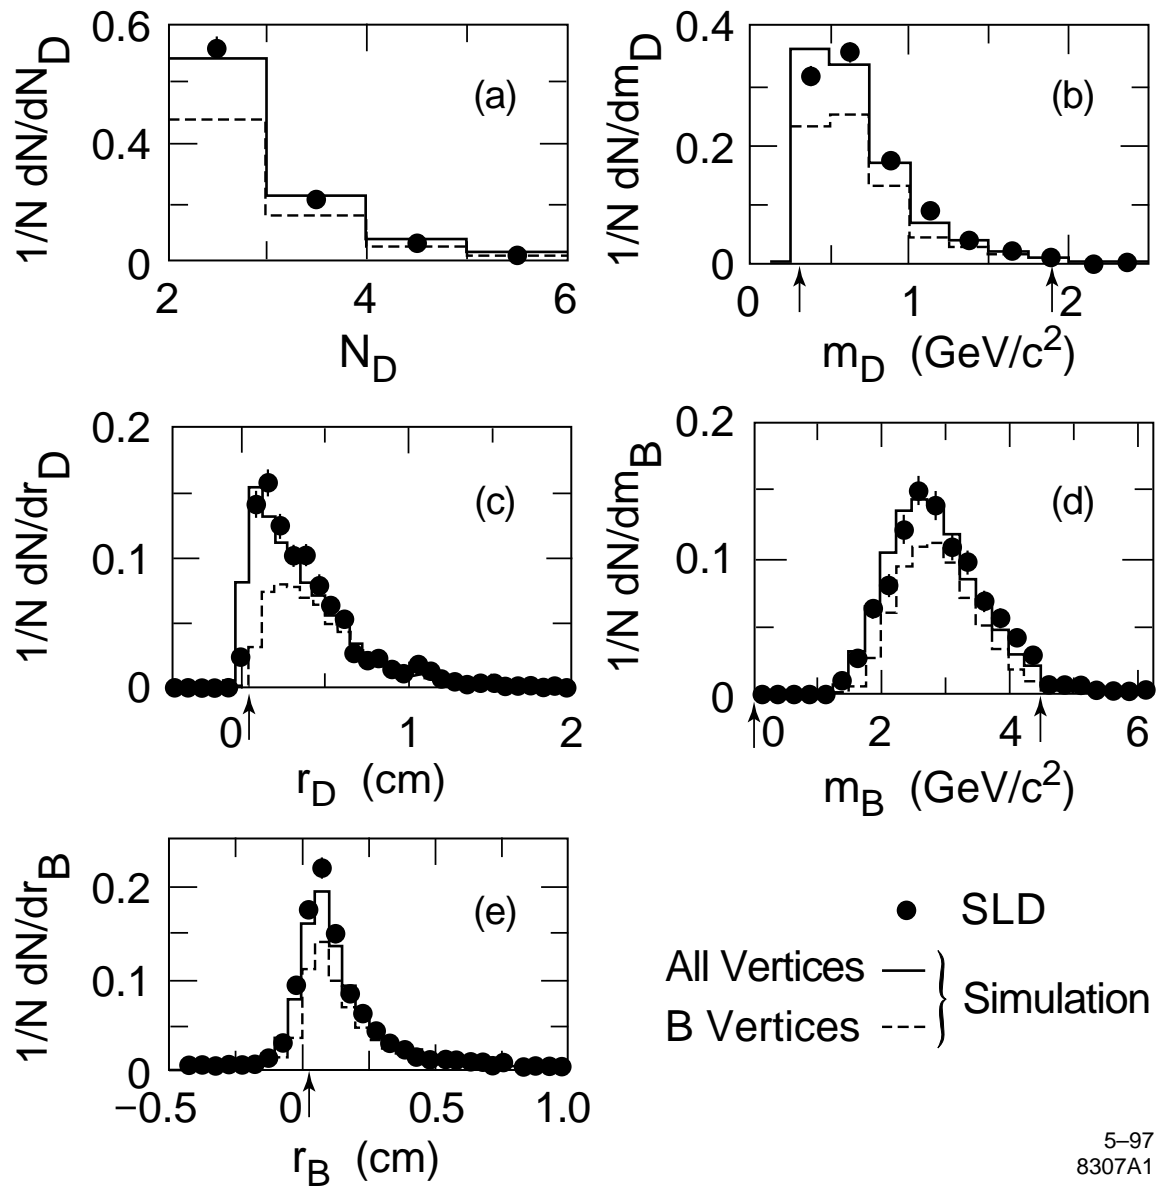 1/N dN/dN_D
0.6
0.4
0
(a)
2 4 6
N_D
1/N dN/dm_D
0.4
0.2
0
(b)
0 1 2
m_D (GeV/c²)
1/N dN/dr_D
0.2
0.1
0
(c)
0 1 2
r_D (cm)
1/N dN/dm_B
0.2
0.1
0
(d)
0 2 4 6
m_B (GeV/c²)
1/N dN/dr_B
0.2
0.1
0
(e)
−0.5 0 0.5 1.0
r_B (cm)
SLD
All Vertices
B Vertices
Simulation
5–97
8307A1